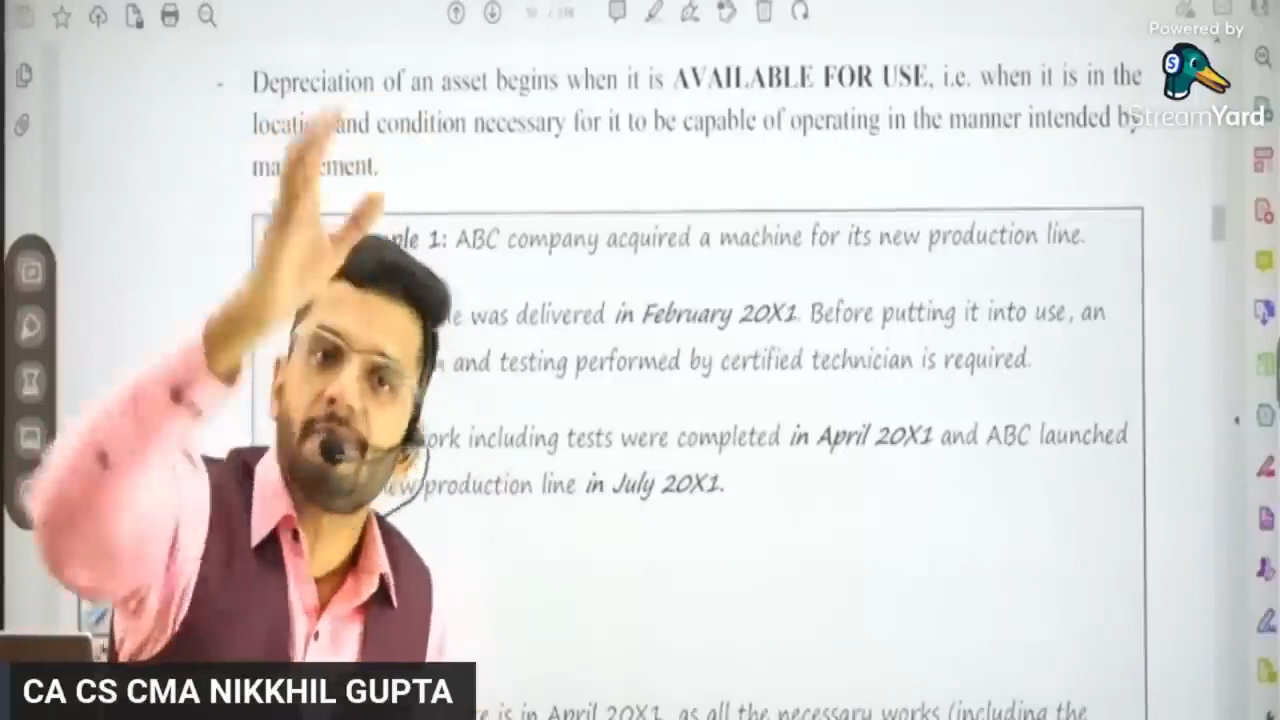 Powered by
StreamYard
- Depreciation of an asset begins when it is AVAILABLE FOR USE, i.e. when it is in the
and condition necessary for it to be capable of operating in the manner intended by
1: ABC company acquired a machine for its new production line.
was delivered in February 20X1. Before putting it into use, an
and testing performed by certified technician is required.
including tests were completed in April 20X1 and ABC launched
production line in July 20X1.
CA CS CMA NIKKHIL GUPTA
is in April 20X1, as all the necessary works (including the